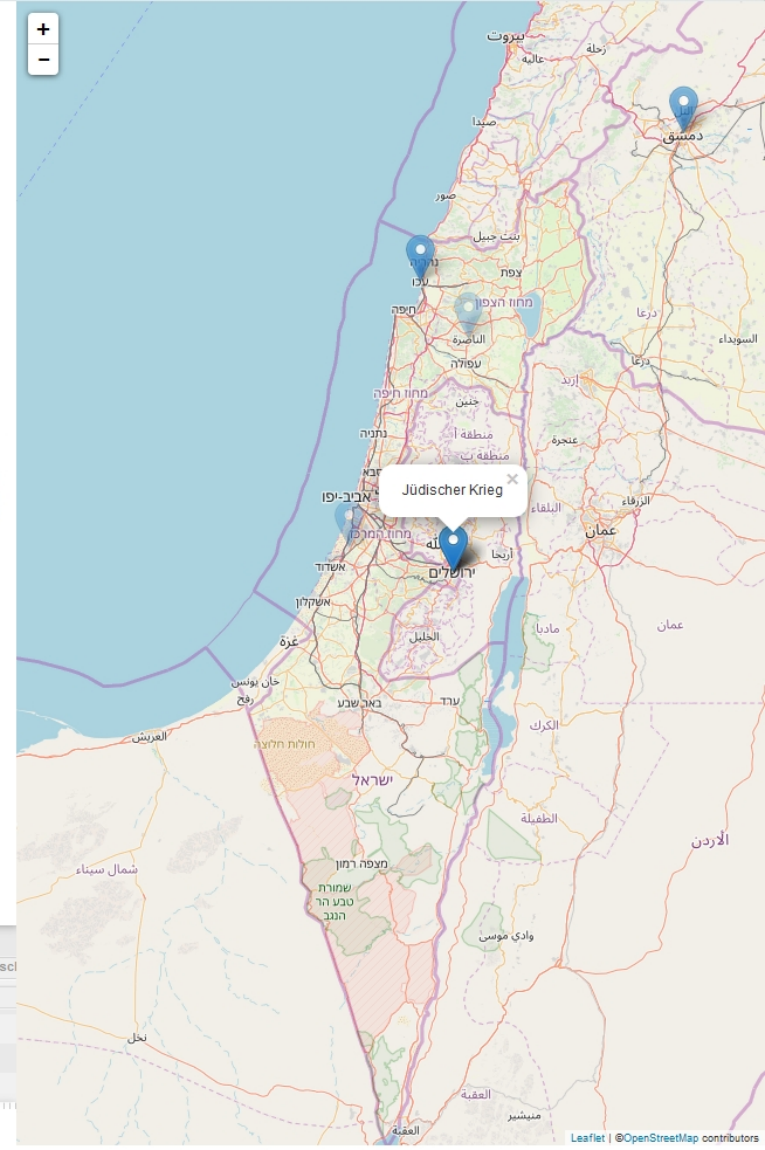 +
−
بيروت
زحلة
عاليه
صيدا
دمشق
صور
بنت جبيل
נהריה
עכו
צפת
מחוז הצפון
درعا
חיפה
الناصرة
السويداء
עפולה
درعا
إربد
מחוז חיפה
جنين
נתניה
منطقة أ
عنجرة
منطقة ب
Jüdischer Krieg
×
תל אביב-יפו
البلقاء
الزرقاء
מחוז המרכז
عمان
أريحا
ירושלים
אשדוד
אשקלון
الخليل
مادبا
عمان
غزة
خان يونس
رفح
באר שבע
ערד
الكرك
العريش
חולות חלוצה
ישראל
الطفيلة
الأردن
מצפה רמון
شمال سيناء
שמורת
טבע הר
הנגב
وادي موسى
نخل
العقبة
منيشير
العقبة
Leaflet | ©OpenStreetMap contributors